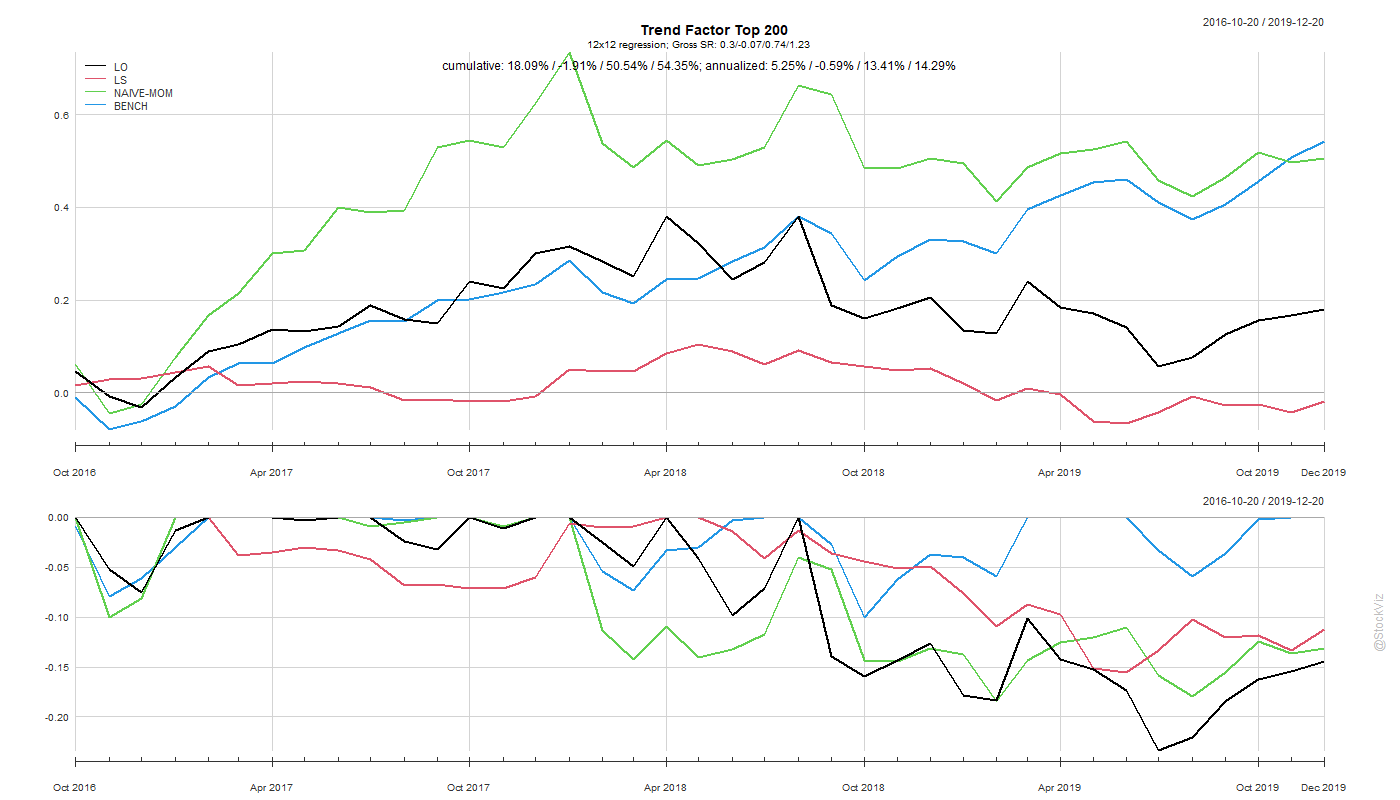 2016-10-20 / 2019-12-20
Trend Factor Top 200
12x12 regression; Gross SR: 0.3/-0.07/0.74/1.23
cumulative: 18.09% / -1.91% / 50.54% / 54.35%; annualized: 5.25% / -0.59% / 13.41% / 14.29%
LO
LS
NAIVE-MOM
BENCH
0.6
0.4
0.2
0.0
Oct 2016 Apr 2017 Oct 2017 Apr 2018 Oct 2018 Apr 2019 Oct 2019 Dec 2019
2016-10-20 / 2019-12-20
0.00
-0.05
-0.10
-0.15
-0.20
Oct 2016 Apr 2017 Oct 2017 Apr 2018 Oct 2018 Apr 2019 Oct 2019 Dec 2019
@StockViz